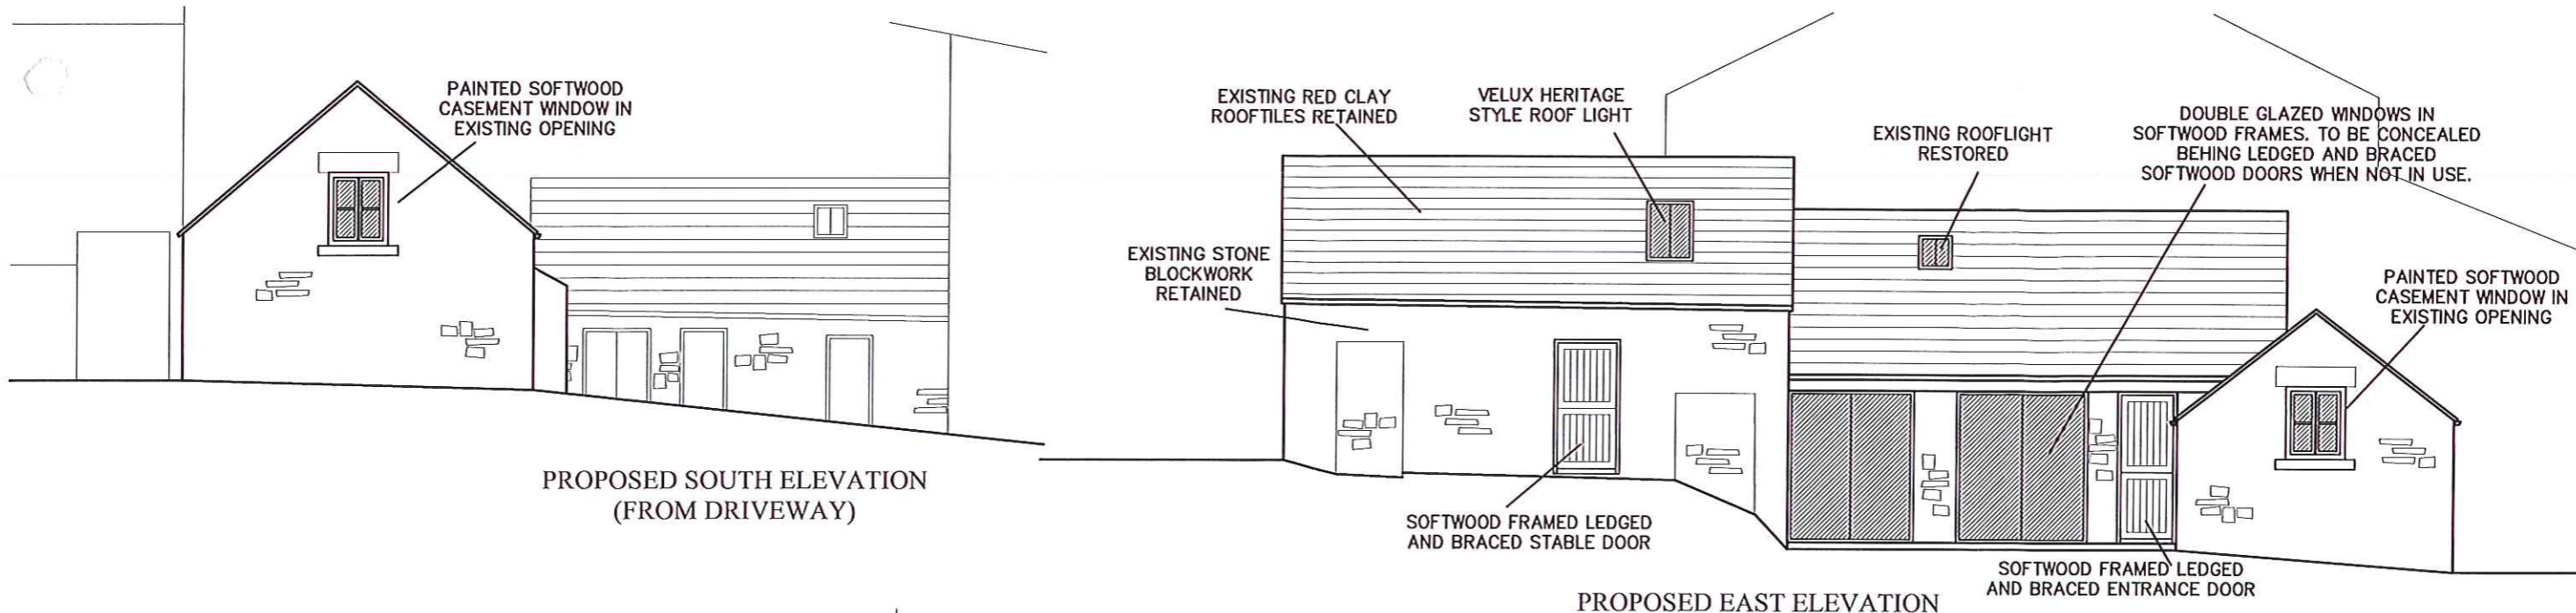 PAINTED SOFTWOOD
CASEMENT WINDOW IN
EXISTING OPENING
PROPOSED SOUTH ELEVATION
(FROM DRIVEWAY)
EXISTING RED CLAY
ROOFTILES RETAINED
VELUX HERITAGE
STYLE ROOF LIGHT
EXISTING ROOFLIGHT
RESTORED
DOUBLE GLAZED WINDOWS IN
SOFTWOOD FRAMES. TO BE CONCEALED
BEHING LEDGED AND BRACED
SOFTWOOD DOORS WHEN NOT IN USE.
EXISTING STONE
BLOCKWORK
RETAINED
PAINTED SOFTWOOD
CASEMENT WINDOW IN
EXISTING OPENING
SOFTWOOD FRAMED LEDGED
AND BRACED STABLE DOOR
SOFTWOOD FRAMED LEDGED
AND BRACED ENTRANCE DOOR
PROPOSED EAST ELEVATION